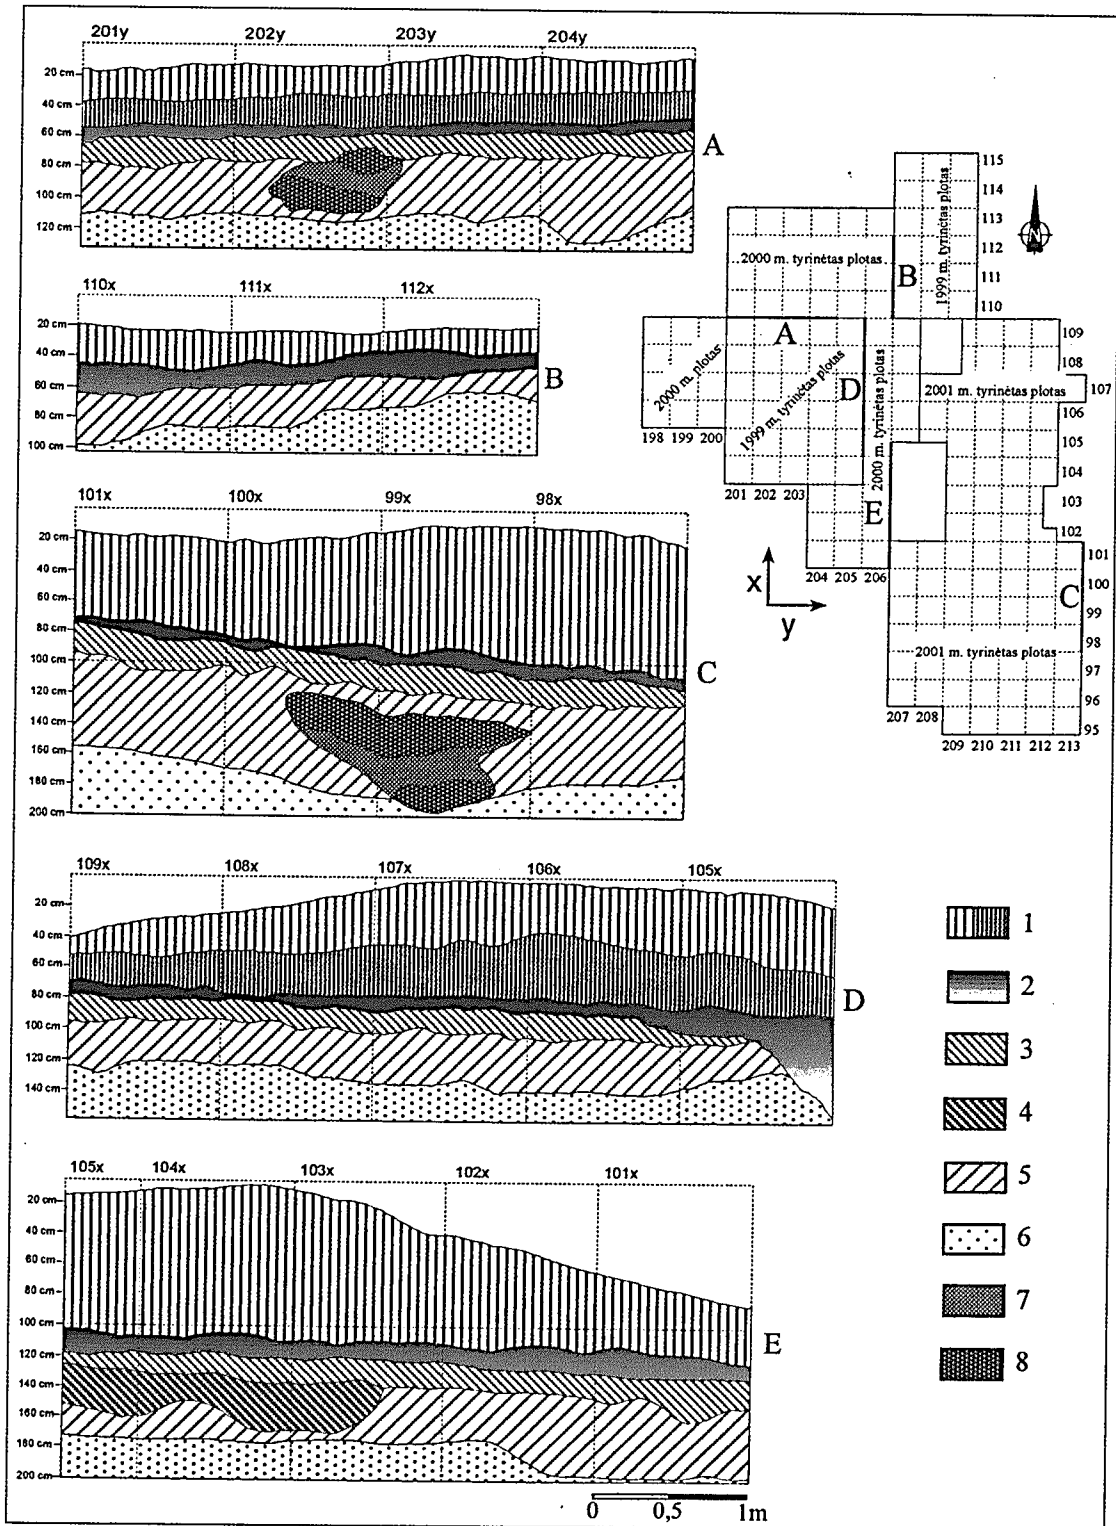 201y 202y 203y 204y
20 cm
40 cm
60 cm
80 cm
100 cm
120 cm
A
110x 111x 112x
20 cm
40 cm
60 cm
80 cm
100 cm
B
101x 100x 99x 98x
20 cm
40 cm
60 cm
80 cm
100 cm
120 cm
140 cm
160 cm
180 cm
200 cm
C
109x 108x 107x 106x 105x
20 cm
40 cm
60 cm
80 cm
100 cm
120 cm
140 cm
D
105x 104x 103x 102x 101x
20 cm
40 cm
60 cm
80 cm
100 cm
120 cm
140 cm
160 cm
180 cm
200 cm
E
0 0,5 1m
115
114
113
112
111
110
109
108
107
106
105
104
103
102
101
100
99
98
97
96
95
1999 m. tyrinėtas plotas
2000 m. tyrinėtas plotas
B
A
2000 m. plotas
1999 m. tyrinėtas plotas
D
2000 m. tyrinėtas plotas
2001 m. tyrinėtas plotas
198 199 200
201 202 203
E
204 205 206
C
2001 m. tyrinėtas plotas
207 208
209 210 211 212 213
N
x
y
1
2
3
4
5
6
7
8